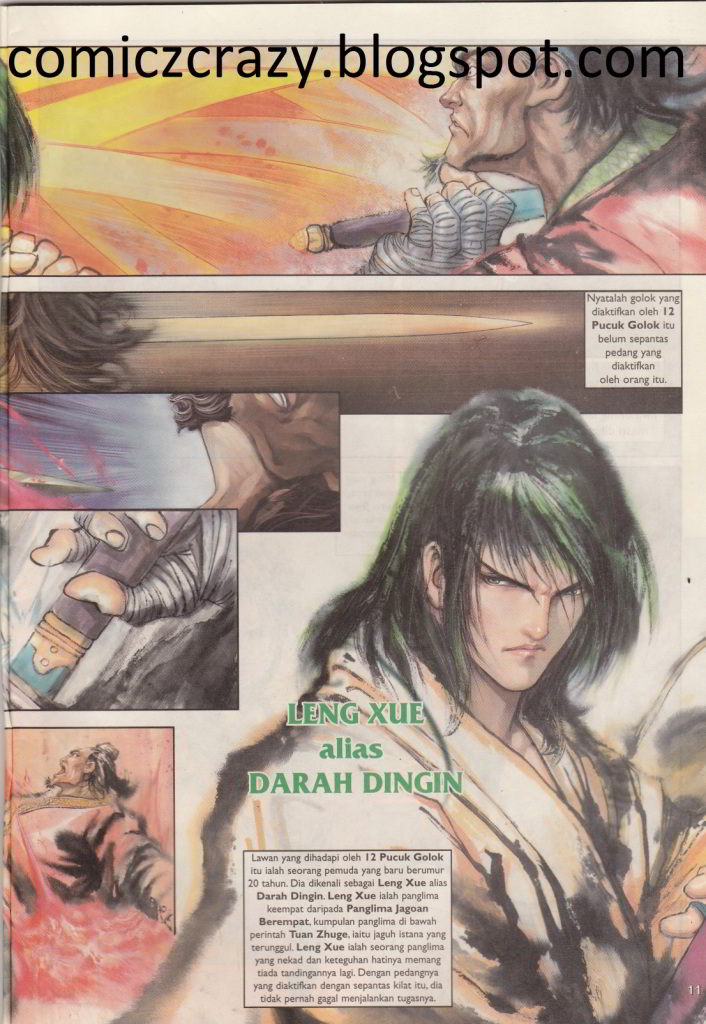 comiczcrazy.blogspot.com
Nyatalah golok yang
diaktifkan oleh 12
Pucuk Golok itu
belum sepantas
pedang yang
diaktifkan
oleh orang itu.
LENG XUE
alias
DARAH DINGIN
Lawan yang dihadapi oleh 12 Pucuk Golok
itu ialah seorang pemuda yang baru berumur
20 tahun. Dia dikenali sebagai Leng Xue alias
Darah Dingin. Leng Xue ialah panglima
keempat daripada Panglima Jagoan
Berempat, kumpulan panglima di bawah
perintah Tuan Zhuge, iaitu jaguh istana yang
terunggul. Leng Xue ialah seorang panglima
yang nekad dan keteguhan hatinya memang
tiada tandingannya lagi. Dengan pedangnya
yang diaktifkan dengan sepantas kilat itu, dia
tidak pernah gagal menjalankan tugasnya.
11